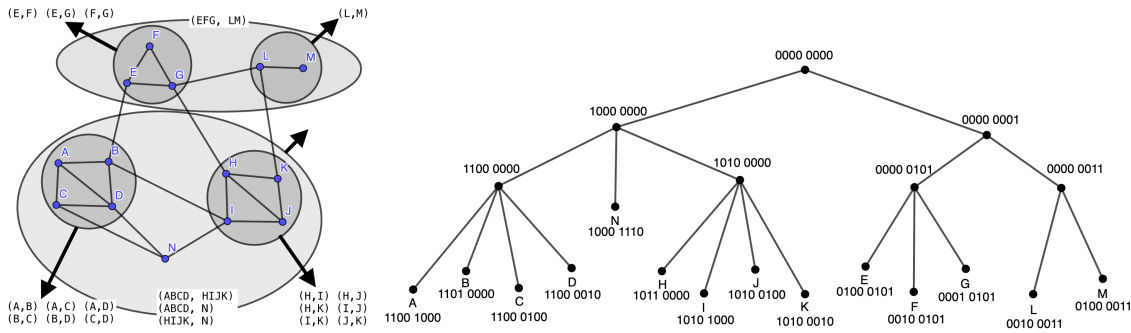 (E,F) (E,G) (F,G)
(EFG, LM)
(L,M)
F
L
M
E
G
A
B
H
K
C
D
I
J
N
(A,B) (A,C) (A,D)
(B,C) (B,D) (C,D)
(ABCD, HIJK)
(ABCD, N)
(HIJK, N)
(H,I) (H,J)
(H,K) (I,J)
(I,K) (J,K)
0000 0000
1000 0000
0000 0001
1100 0000
1010 0000
0000 0101
0000 0011
N
1000 1110
A
1100 1000
B
1101 0000
C
1100 0100
D
1100 0010
H
1011 0000
I
1010 1000
J
1010 0100
K
1010 0010
E
0100 0101
F
0010 0101
G
0001 0101
L
0010 0011
M
0100 0011